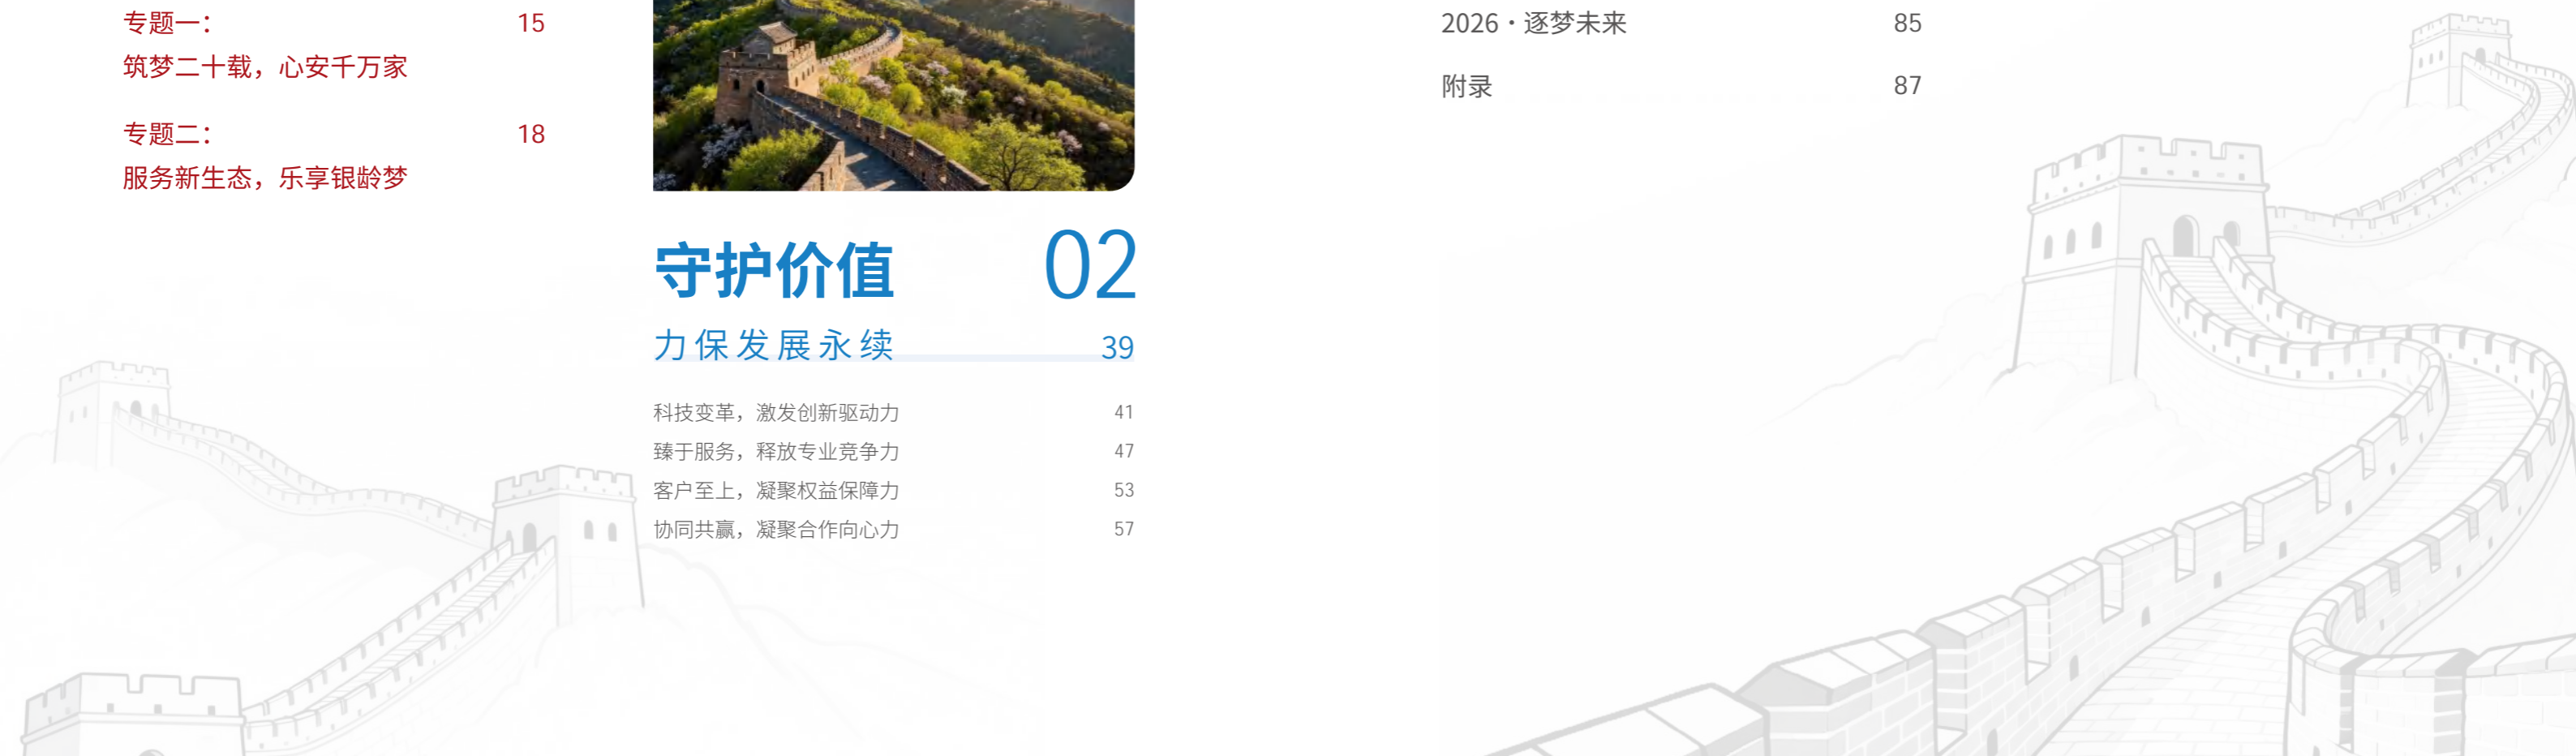 专题一： 15
筑梦二十载，心安千万家
专题二： 18
服务新生态，乐享银龄梦
守护价值 02
力保发展永续 39
科技变革，激发创新驱动力 41
臻于服务，释放专业竞争力 47
客户至上，凝聚权益保障力 53
协同共赢，凝聚合作向心力 57
2026·逐梦未来 85
附录 87